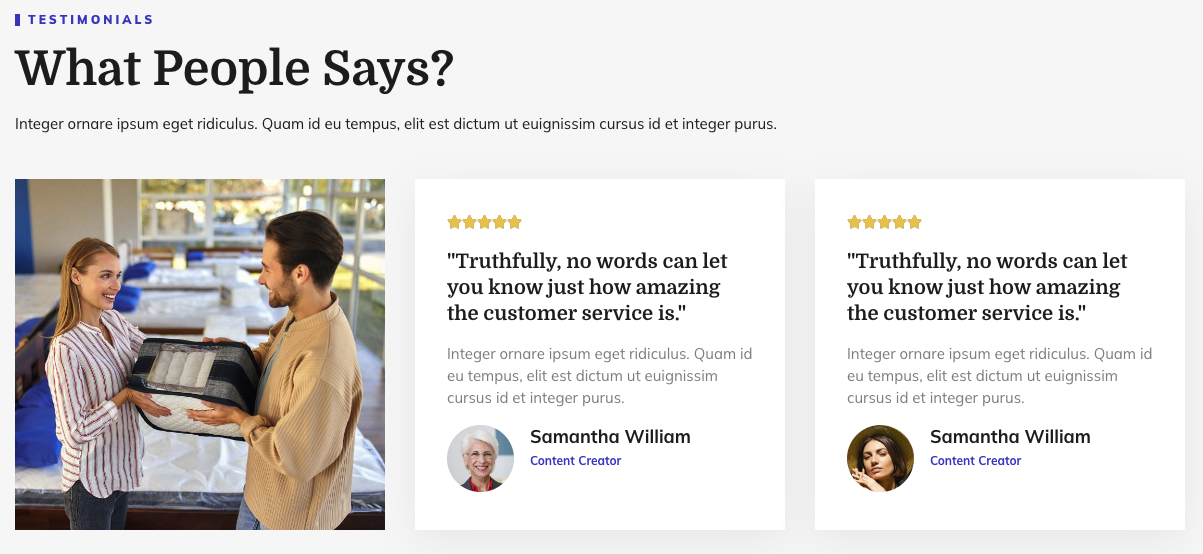 TESTIMONIALS
What People Says?
Integer ornare ipsum eget ridiculus. Quam id eu tempus, elit est dictum ut euignissim cursus id et integer purus.
"Truthfully, no words can let
you know just how amazing
the customer service is."
Integer ornare ipsum eget ridiculus. Quam id
eu tempus, elit est dictum ut euignissim
cursus id et integer purus.
Samantha William
Content Creator
"Truthfully, no words can let
you know just how amazing
the customer service is."
Integer ornare ipsum eget ridiculus. Quam id
eu tempus, elit est dictum ut euignissim
cursus id et integer purus.
Samantha William
Content Creator